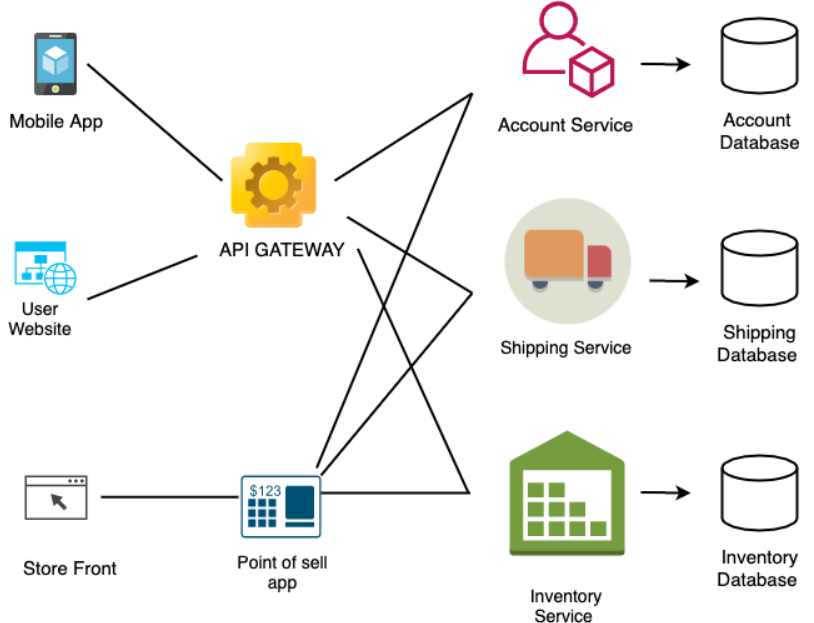 Mobile App
API GATEWAY
User
Website
Store Front
$123
Point of sell
app
Account Service
Account
Database
Shipping Service
Shipping
Database
Inventory
Service
Inventory
Database